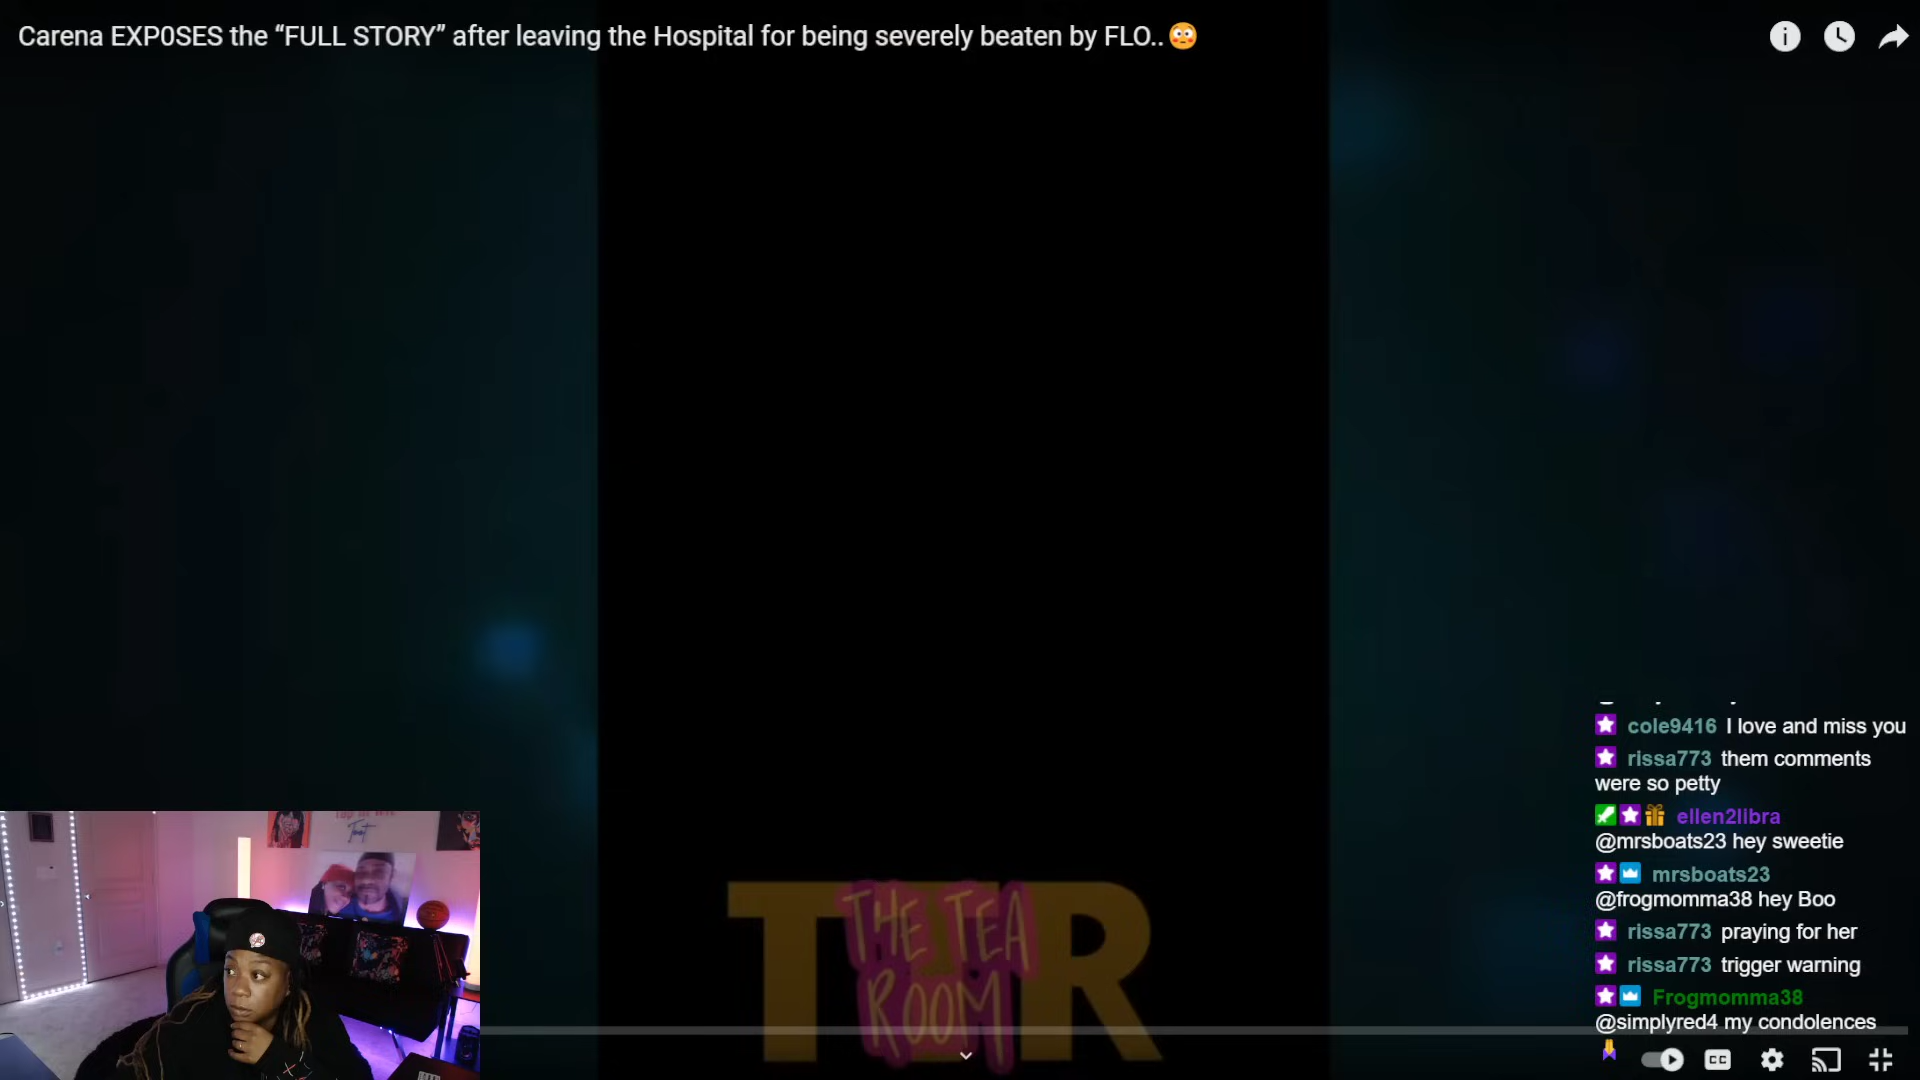 Carena EXP0SES the “FULL STORY” after leaving the Hospital for being severely beaten by FLO..😳
cole9416 I love and miss you
rissa773 them comments
were so petty
ellen2libra
@mrsboats23 hey sweetie
mrsboats23
@frogmomma38 hey Boo
rissa773 praying for her
rissa773 trigger warning
Frogmomma38
@simplyred4 my condolences
T R
THE TEA
ROOM
CC